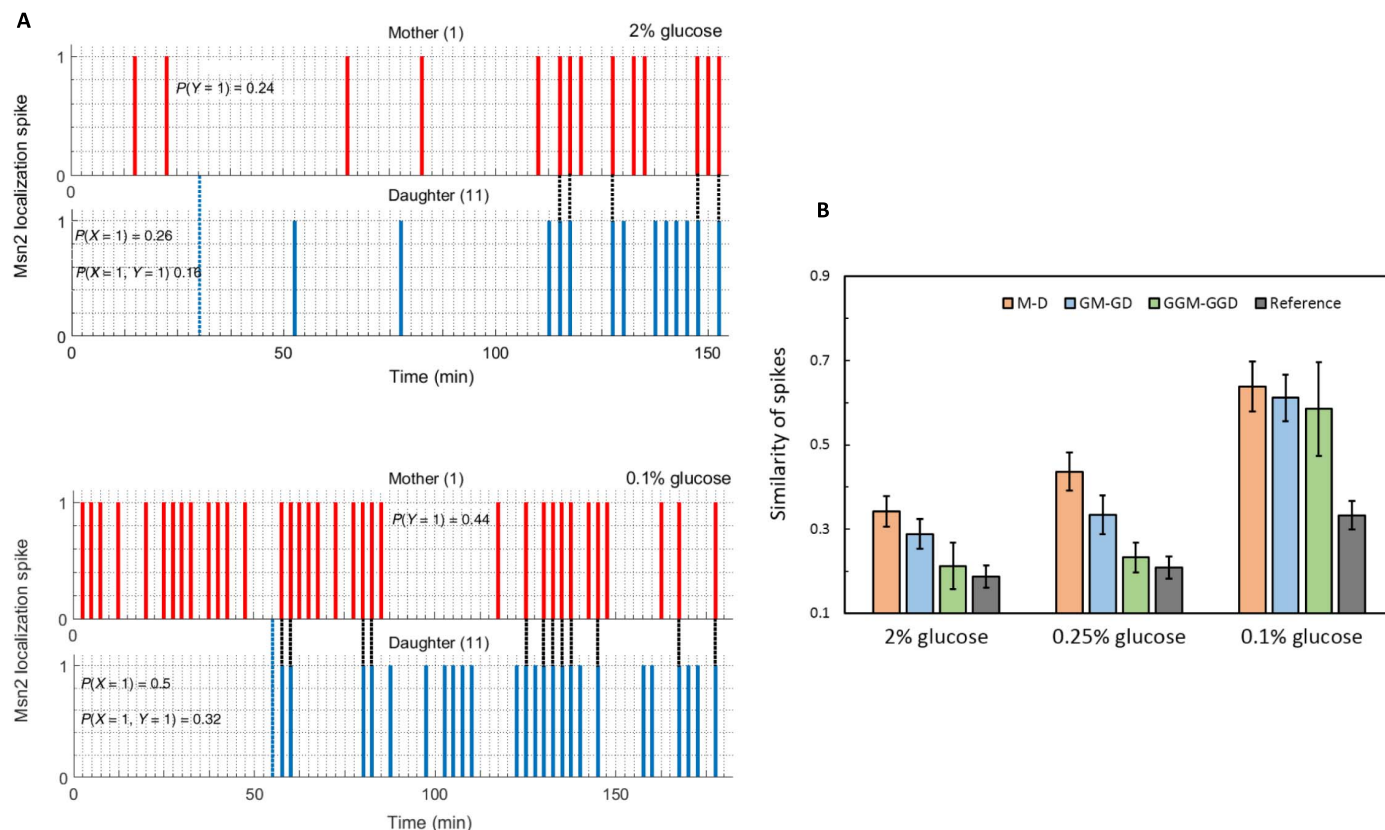 A
Mother (1)
2% glucose
Msn2 localization spike
1
P(Y = 1) = 0.24
0
0
Daughter (11)
1
P(X = 1) = 0.26
P(X = 1, Y = 1) 0.16
0
0 50 100 150
Time (min)
Mother (1)
0.1% glucose
Msn2 localization spike
1
P(Y = 1) = 0.44
0
0
Daughter (11)
1
P(X = 1) = 0.5
P(X = 1, Y = 1) = 0.32
0
0 50 100 150
Time (min)
B
Similarity of spikes
0.9
M-D GM-GD GGM-GGD Reference
0.7
0.5
0.3
0.1
2% glucose 0.25% glucose 0.1% glucose